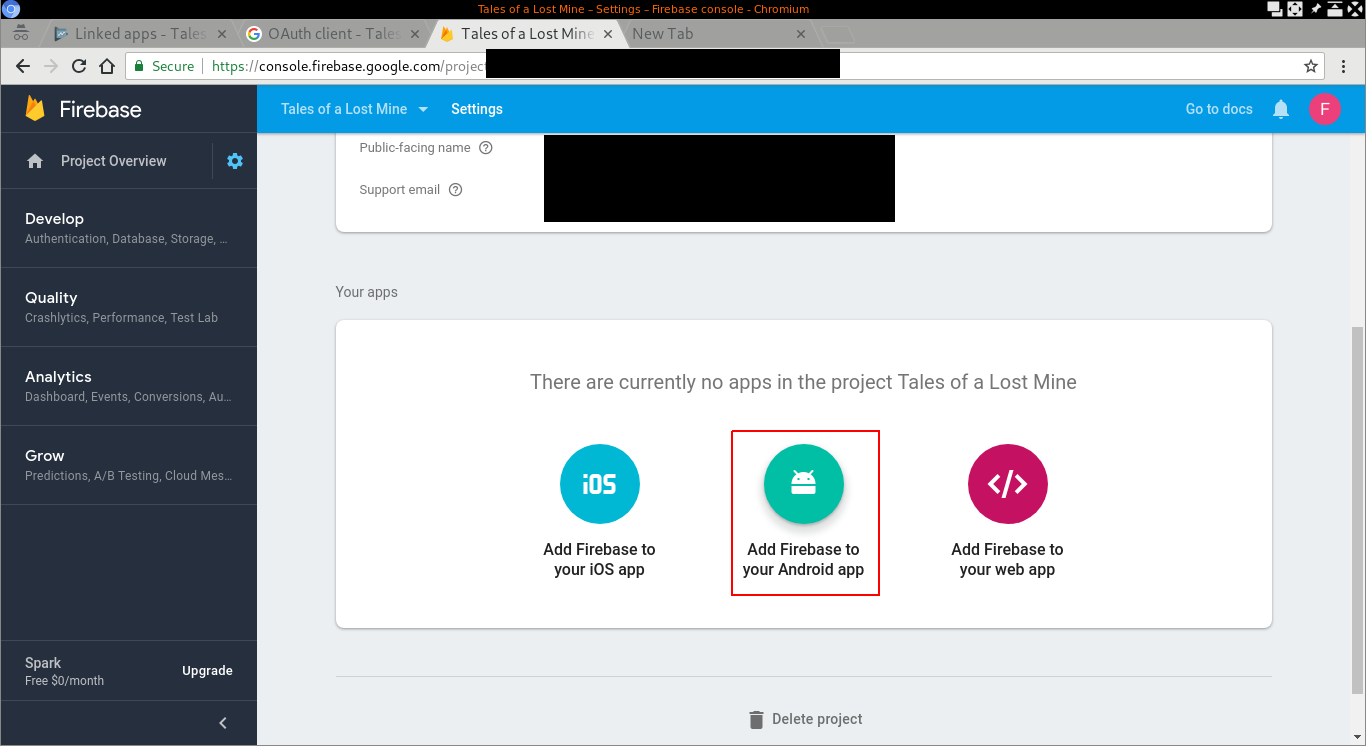 Tales of a Lost Mine – Settings – Firebase console - Chromium
Linked apps - Tales
OAuth client - Tales
Tales of a Lost Mine
New Tab
Secure
https://console.firebase.google.com/project
Firebase
Tales of a Lost Mine
Settings
Go to docs
F
Project Overview
Develop
Authentication, Database, Storage, ...
Quality
Crashlytics, Performance, Test Lab
Analytics
Dashboard, Events, Conversions, Au...
Grow
Predictions, A/B Testing, Cloud Mes...
Spark
Free $0/month
Upgrade
Public-facing name ?
Support email ?
Your apps
There are currently no apps in the project Tales of a Lost Mine
iOS
Add Firebase to
your iOS app
Add Firebase to
your Android app
</>
Add Firebase to
your web app
Delete project